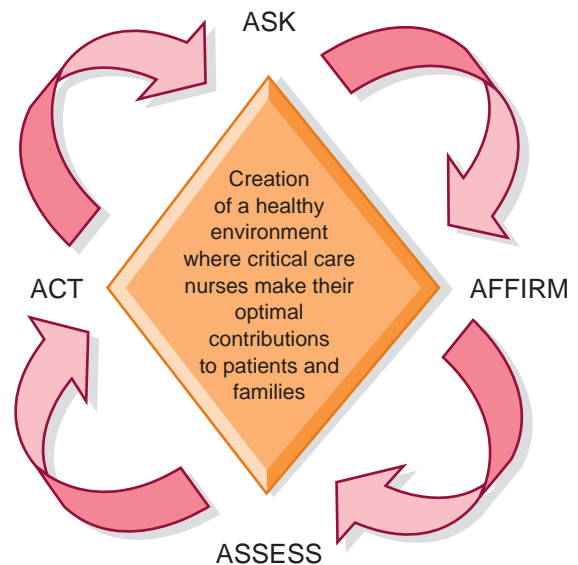 ASK
Creation
of a healthy
environment
where critical care
nurses make their
optimal
contributions
to patients and
families
ACT
AFFIRM
ASSESS